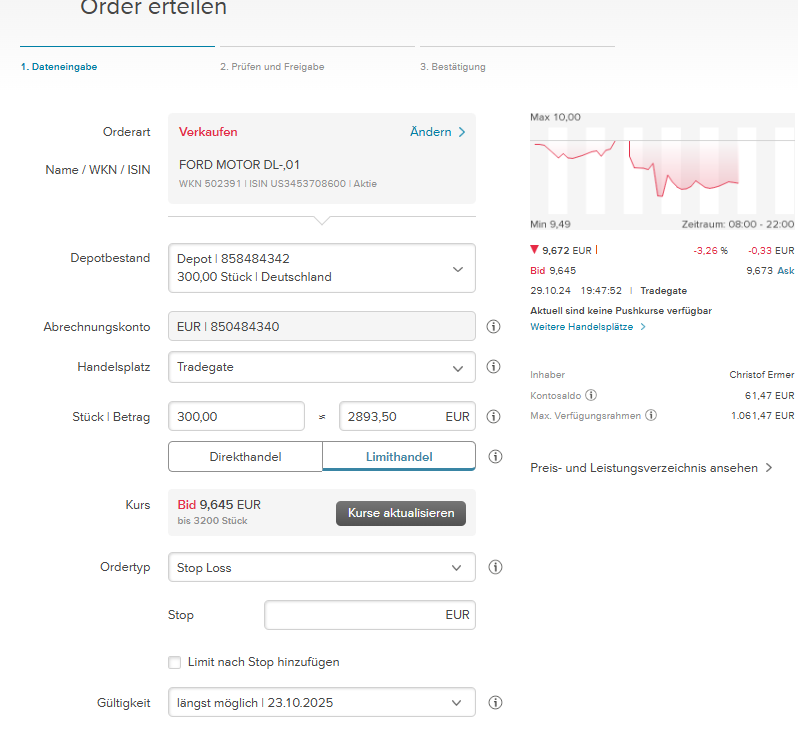 Order erteilen
1. Dateneingabe
2. Prüfen und Freigabe
3. Bestätigung
Orderart
Verkaufen
Ändern
Name / WKN / ISIN
FORD MOTOR DL-,01
WKN 502391 | ISIN US3453708600 | Aktie
Depotbestand
Depot | 858484342
300,00 Stück | Deutschland
Abrechnungskonto
EUR | 850484340
Handelsplatz
Tradegate
Stück | Betrag
300,00
≈
2893,50 EUR
Direkthandel
Limithandel
Kurs
Bid 9,645 EUR
bis 3200 Stück
Kurse aktualisieren
Ordertyp
Stop Loss
Stop
EUR
Limit nach Stop hinzufügen
Gültigkeit
längst möglich | 23.10.2025
Max 10,00
Min 9,49
Zeitraum: 08:00 - 22:00
9,672 EUR |
-3,26 %
-0,33 EUR
Bid 9,645
9,673 Ask
29.10.24 19:47:52 | Tradegate
Aktuell sind keine Pushkurse verfügbar
Weitere Handelsplätze
Inhaber
Christof Ermer
Kontosaldo
61,47 EUR
Max. Verfügungsrahmen
1.061,47 EUR
Preis- und Leistungsverzeichnis ansehen